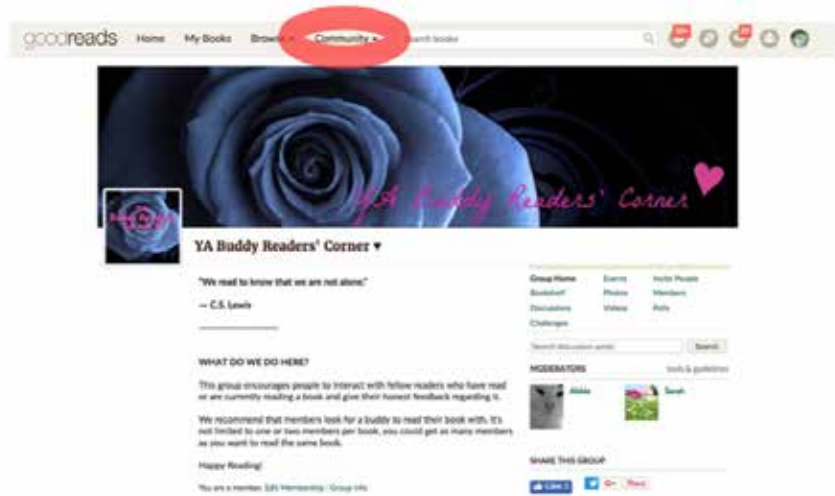 goodreads Home My Books Browse Community Search books
YA Buddy Readers' Corner
YA Buddy Readers' Corner ▾
"We read to know that we are not alone."
— C.S. Lewis
WHAT DO WE DO HERE?
This group encourages people to interact with fellow readers who have read
or are currently reading a book and give their honest feedback regarding it.
We recommend that members look for a buddy to read their book with. It's
not limited to one or two members per book, you could get as many members
as you want to read the same book.
Happy Reading!
You are a member. Edit Membership Group Info
Group Home Events Invite People
Bookshelf Photos Members
Discussions Videos Polls
Challenges
Search discussion posts Search
MODERATORS tools & guidelines
Sarah
SHARE THIS GROUP
Like G+ Share